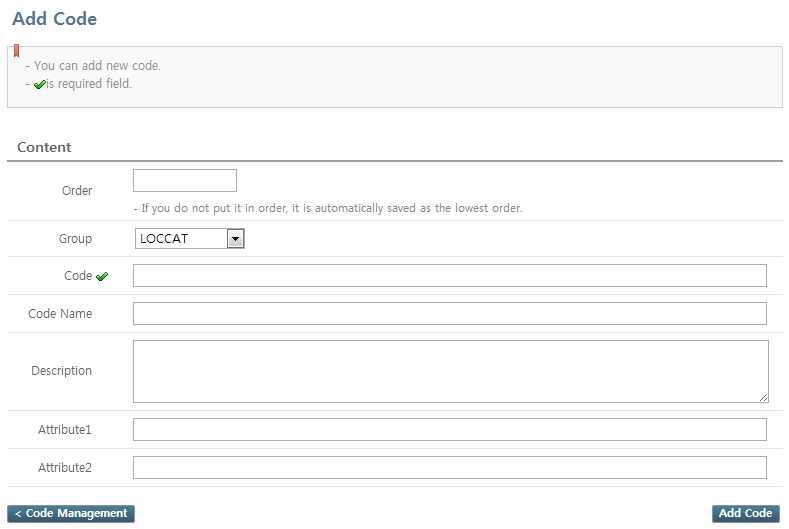 Add Code
- You can add new code.
- is required field.
Content
Order
- If you do not put it in order, it is automatically saved as the lowest order.
Group LOCCAT
Code
Code Name
Description
Attribute1
Attribute2
< Code Management Add Code